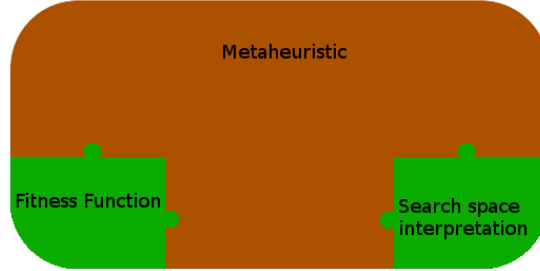 Metaheuristic
Fitness Function
Search space
interpretation